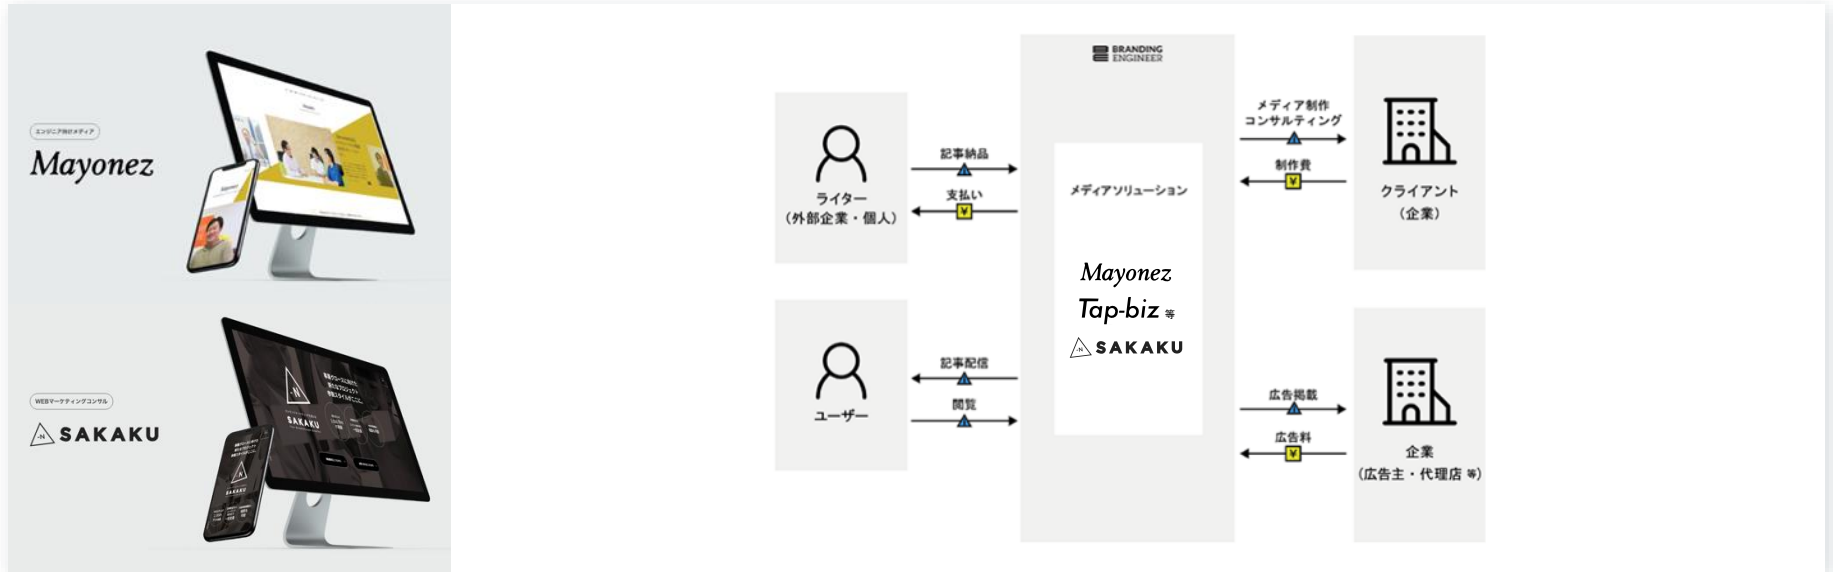 エンジニア向けメディア
Mayonez
WEBマーケティングコンサル
-N
SAKAKU
SAKAKU
SAKAKU
BRANDING
ENGINEER
ライター
（外部企業・個人）
記事納品
支払い
¥
ユーザー
記事配信
閲覧
メディアソリューション
Mayonez
Tap-biz 等
-N SAKAKU
メディア制作
コンサルティング
制作費
¥
クライアント
（企業）
広告掲載
広告料
¥
企業
（広告主・代理店 等）